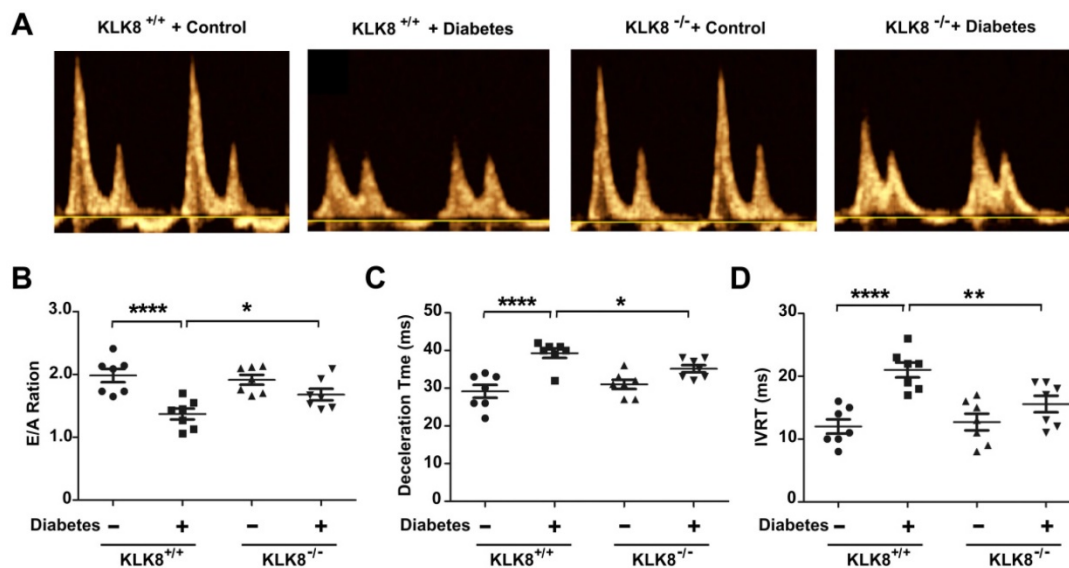 A
KLK8 +/+ + Control
KLK8 +/+ + Diabetes
KLK8 -/- + Control
KLK8 -/- + Diabetes
B
E/A Ration
3.0
2.0
1.0
0
****
*
Diabetes − + − +
KLK8+/+ KLK8-/-
C
Deceleration Tme (ms)
50
40
30
20
10
0
****
*
Diabetes − + − +
KLK8+/+ KLK8-/-
D
IVRT (ms)
30
20
10
0
****
**
Diabetes − + − +
KLK8+/+ KLK8-/-